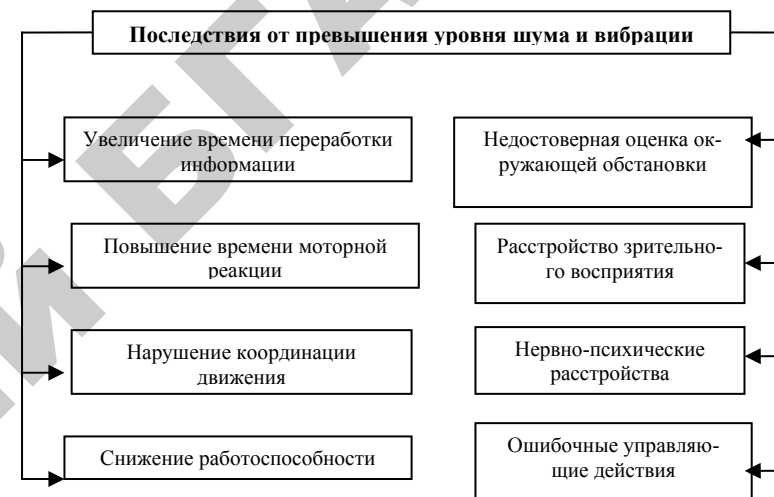 Последствия от превышения уровня шума и вибрации
Увеличение времени переработки
информации
Повышение времени моторной
реакции
Нарушение координации
движения
Снижение работоспособности
Недостоверная оценка ок-
ружающей обстановки
Расстройство зрительно-
го восприятия
Нервно-психические
расстройства
Ошибочные управляю-
щие действия